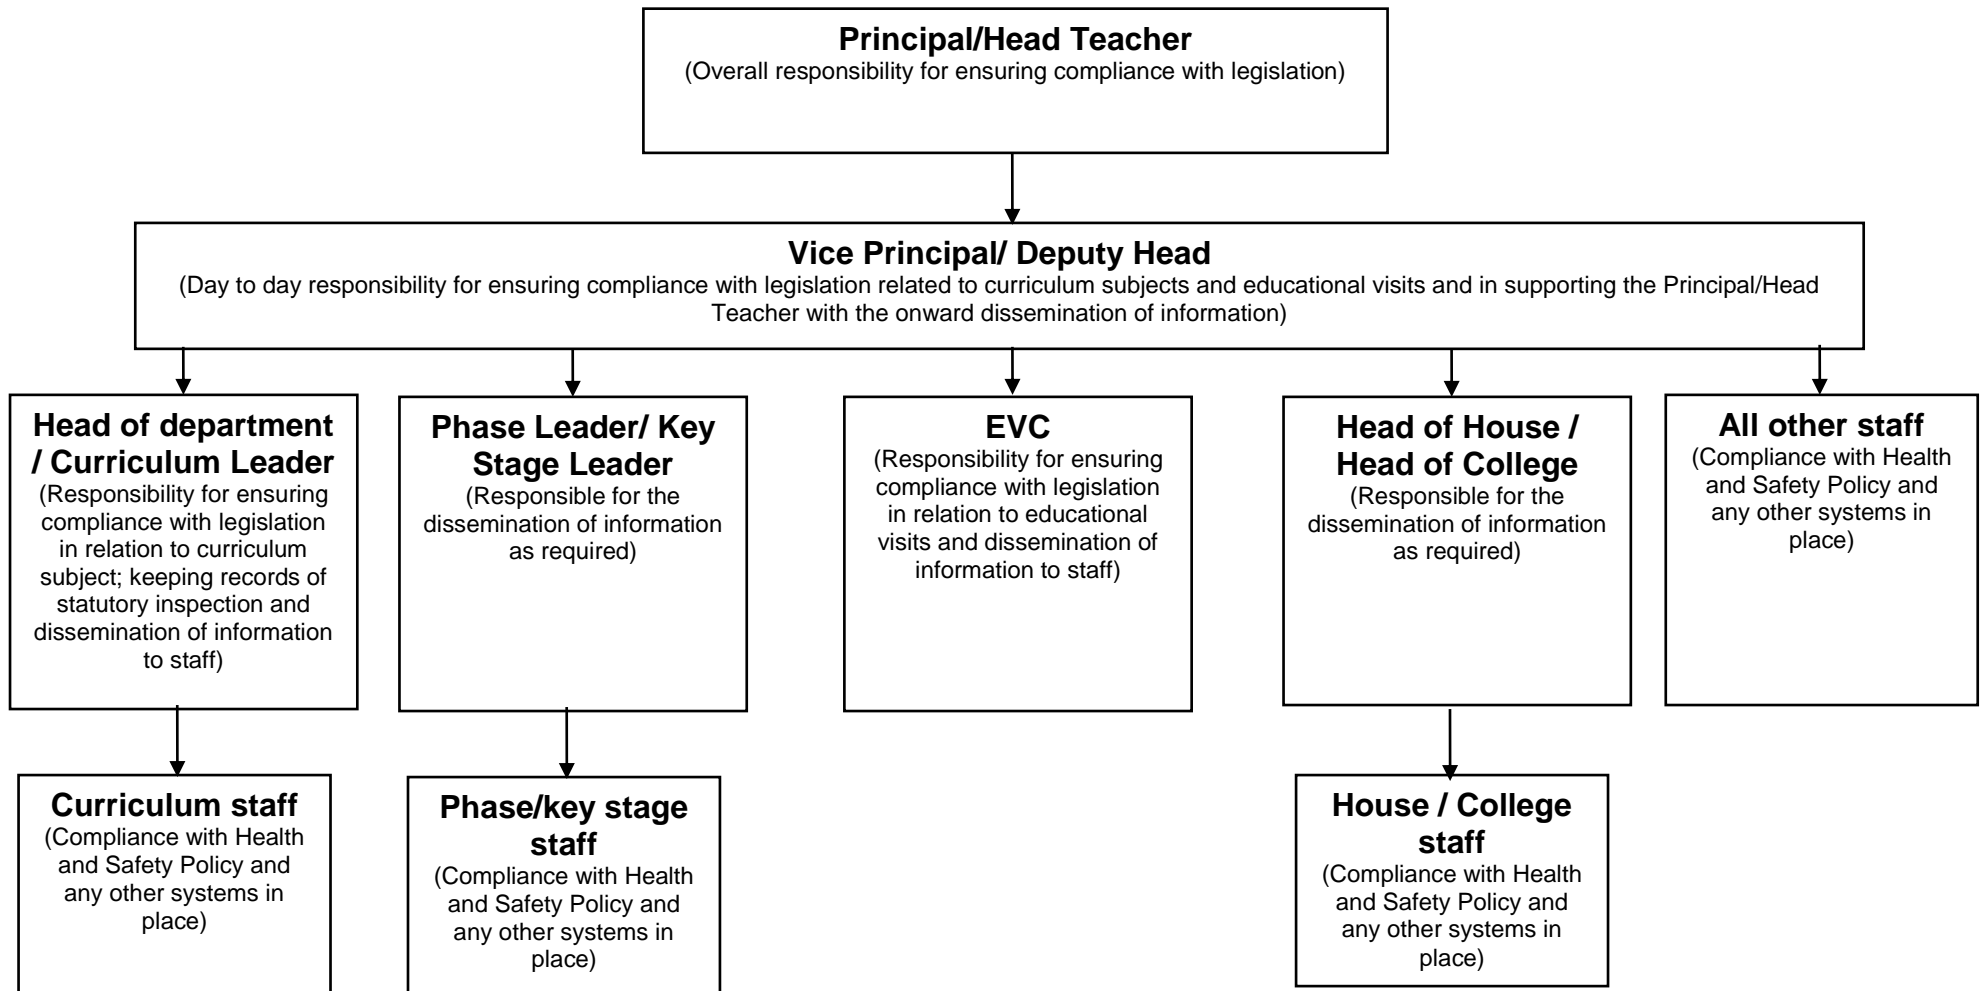 Principal/Head Teacher
(Overall responsibility for ensuring compliance with legislation)
Vice Principal/ Deputy Head
(Day to day responsibility for ensuring compliance with legislation related to curriculum subjects and educational visits and in supporting the Principal/Head
Teacher with the onward dissemination of information)
Head of department
/ Curriculum Leader
(Responsibility for ensuring
compliance with legislation
in relation to curriculum
subject; keeping records of
statutory inspection and
dissemination of information
to staff)
Phase Leader/ Key
Stage Leader
(Responsible for the
dissemination of information
as required)
EVC
(Responsibility for ensuring
compliance with legislation
in relation to educational
visits and dissemination of
information to staff)
Head of House /
Head of College
(Responsible for the
dissemination of information
as required)
All other staff
(Compliance with Health
and Safety Policy and
any other systems in
place)
Curriculum staff
(Compliance with Health
and Safety Policy and
any other systems in
place)
Phase/key stage
staff
(Compliance with Health
and Safety Policy and
any other systems in
place)
House / College
staff
(Compliance with Health
and Safety Policy and
any other systems in
place)